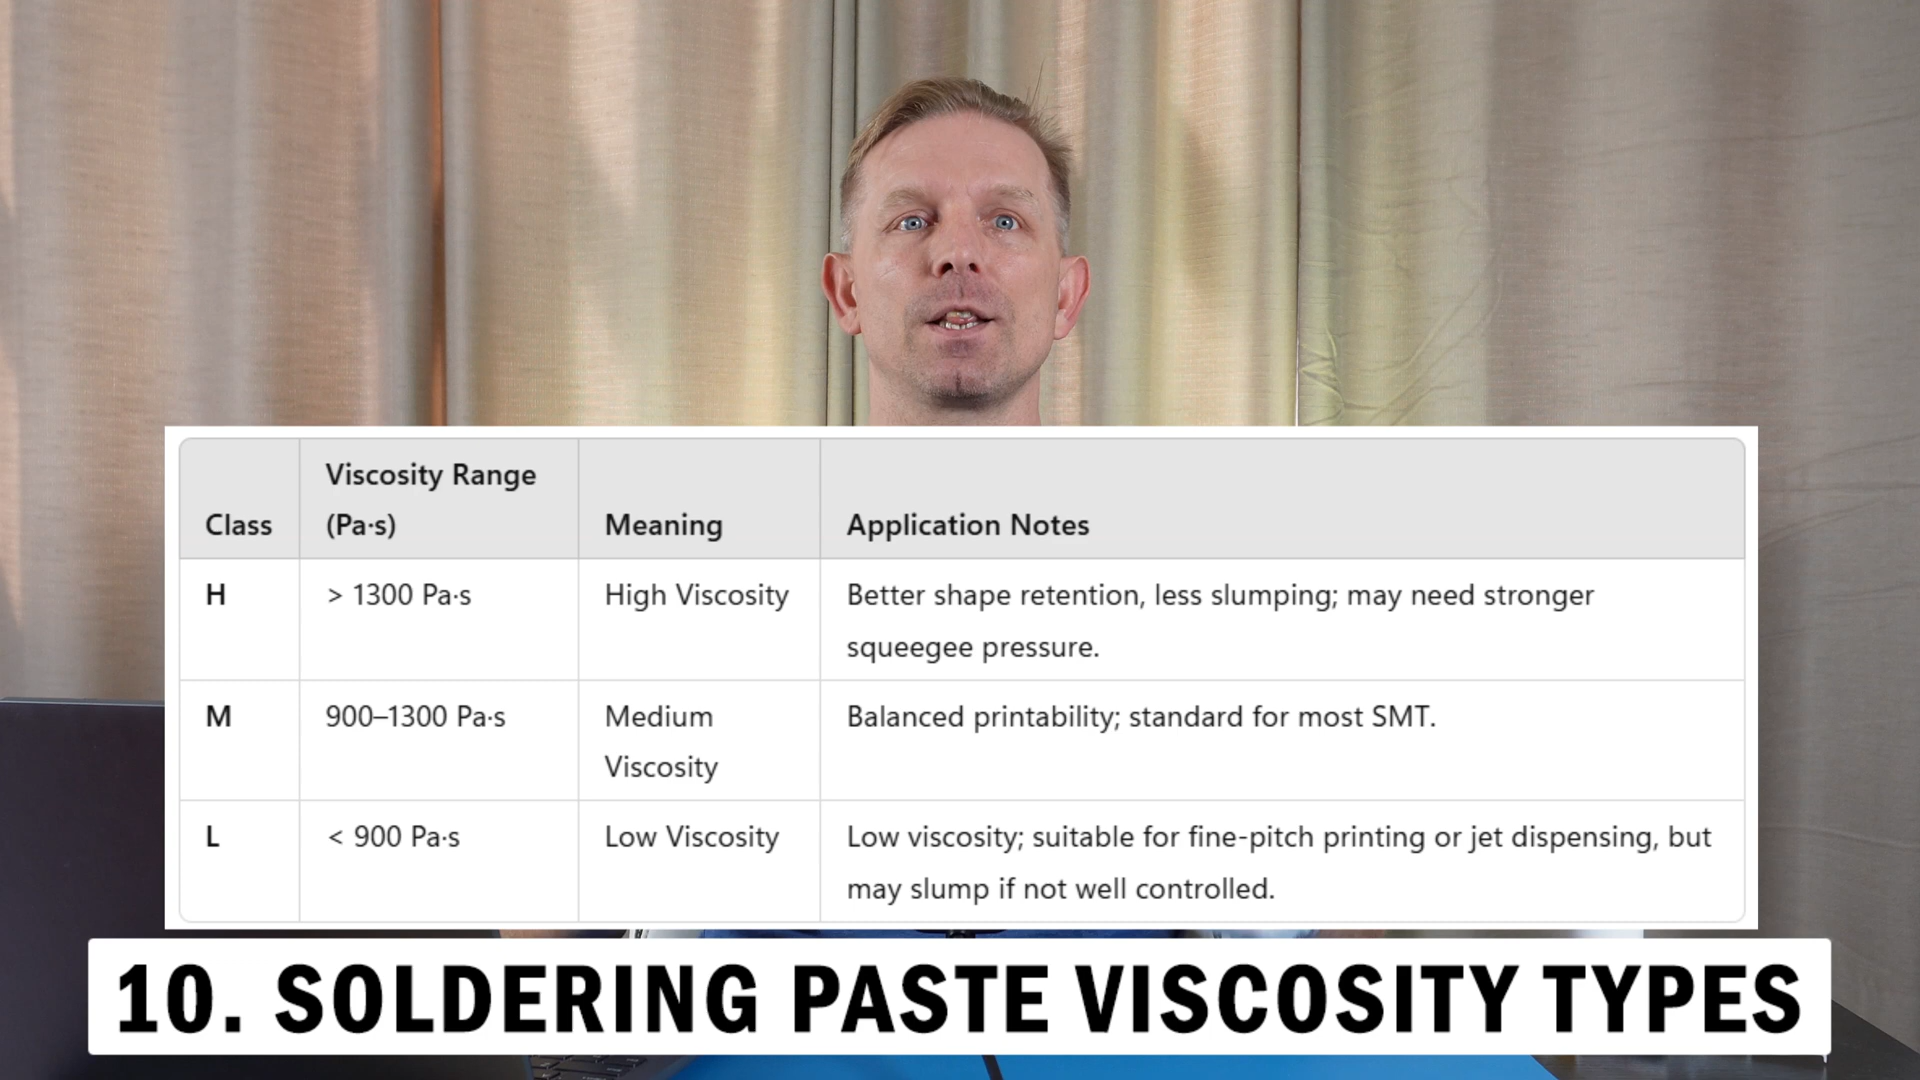 Class
Viscosity Range
(Pa·s)
Meaning
Application Notes
H
> 1300 Pa·s
High Viscosity
Better shape retention, less slumping; may need stronger
squeegee pressure.
M
900–1300 Pa·s
Medium
Viscosity
Balanced printability; standard for most SMT.
L
< 900 Pa·s
Low Viscosity
Low viscosity; suitable for fine-pitch printing or jet dispensing, but
may slump if not well controlled.
10. SOLDERING PASTE VISCOSITY TYPES